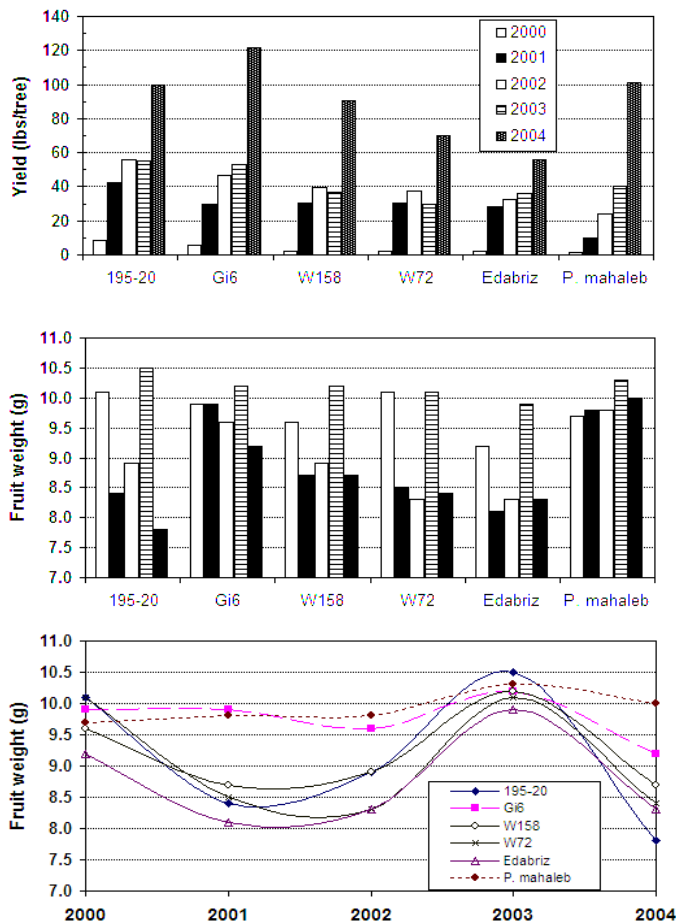 140
120
100
80
60
40
20
0
Yield (lbs/tree)
2000
2001
2002
2003
2004
195-20 Gi6 W158 W72 Edabriz P. mahaleb
11.0
10.5
10.0
9.5
9.0
8.5
8.0
7.5
7.0
Fruit weight (g)
195-20 Gi6 W158 W72 Edabriz P. mahaleb
11.0
10.5
10.0
9.5
9.0
8.5
8.0
7.5
7.0
Fruit weight (g)
195-20
Gi6
W158
W72
Edabriz
P. mahaleb
2000 2001 2002 2003 2004